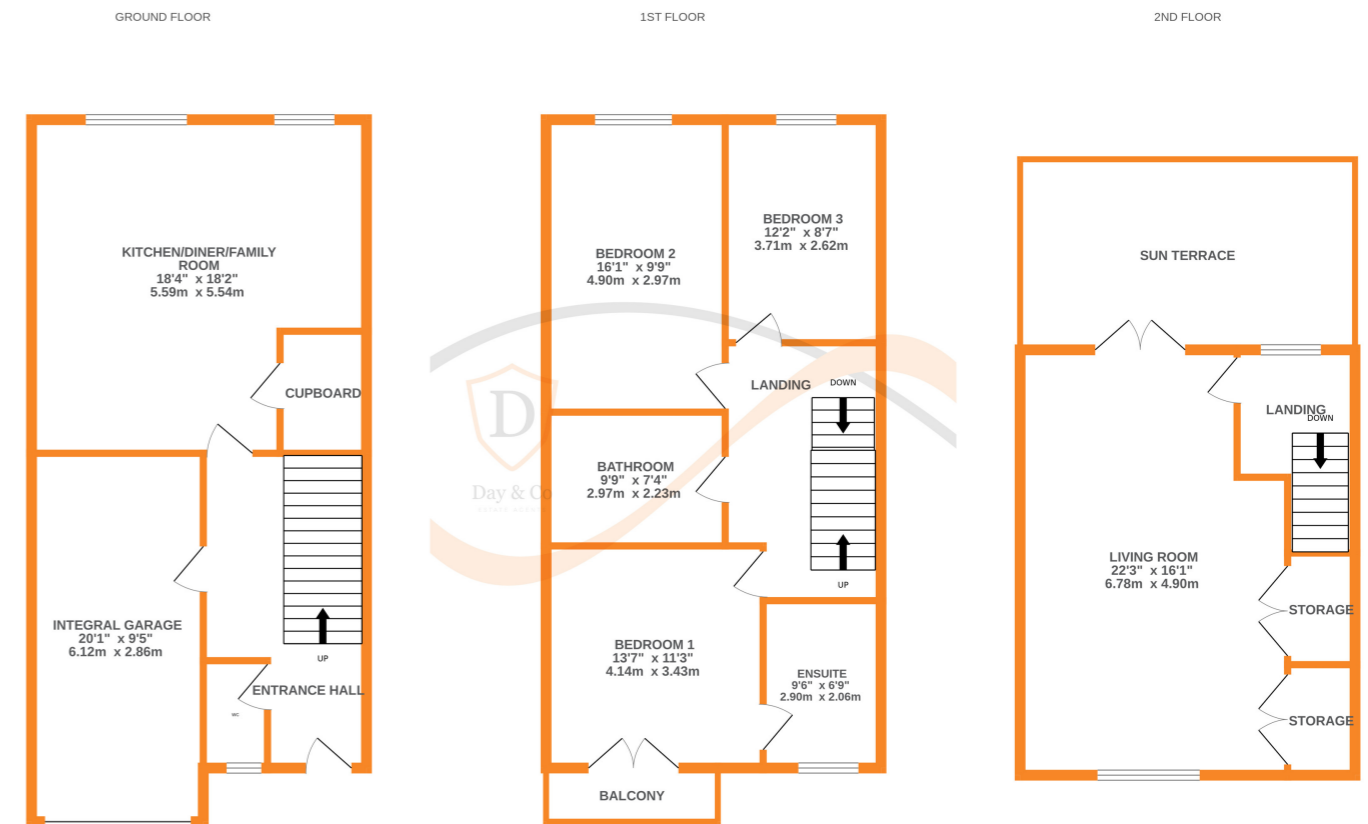 GROUND FLOOR
KITCHEN/DINER/FAMILY
ROOM
18'4" x 18'2"
5.59m x 5.54m
CUPBOARD
INTEGRAL GARAGE
20'1" x 9'5"
6.12m x 2.86m
UP
ENTRANCE HALL
WC
1ST FLOOR
BEDROOM 2
16'1" x 9'9"
4.90m x 2.97m
BEDROOM 3
12'2" x 8'7"
3.71m x 2.62m
LANDING
DOWN
BATHROOM
9'9" x 7'4"
2.97m x 2.23m
UP
BEDROOM 1
13'7" x 11'3"
4.14m x 3.43m
ENSUITE
9'6" x 6'9"
2.90m x 2.06m
BALCONY
D
Day & Co
ESTATE AGENTS
2ND FLOOR
SUN TERRACE
LANDING
DOWN
LIVING ROOM
22'3" x 16'1"
6.78m x 4.90m
STORAGE
STORAGE